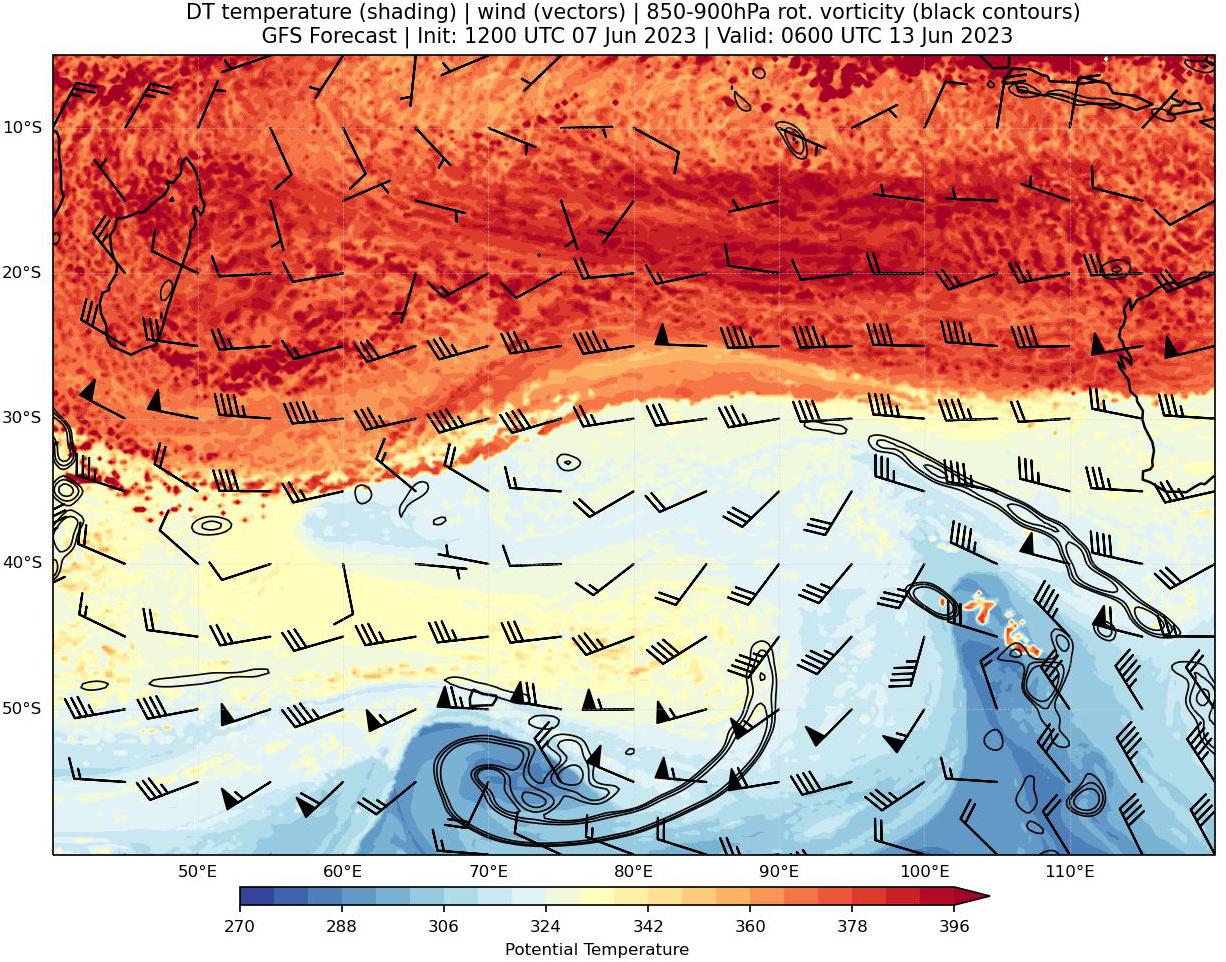 DT temperature (shading) | wind (vectors) | 850-900hPa rot. vorticity (black contours)
GFS Forecast | Init: 1200 UTC 07 Jun 2023 | Valid: 0600 UTC 13 Jun 2023
10°S
20°S
30°S
40°S
50°S
50°E 60°E 70°E 80°E 90°E 100°E 110°E
270 288 306 324 342 360 378 396
Potential Temperature